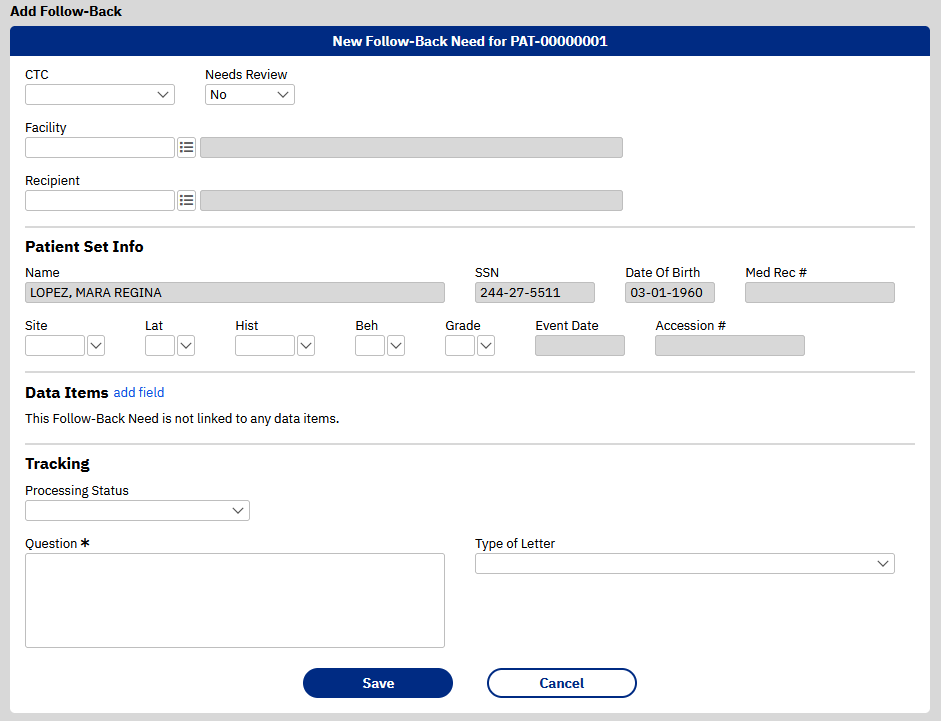 Add Follow-Back
New Follow-Back Need for PAT-00000001
CTC Needs Review
No
Facility
Recipient
Patient Set Info
Name SSN Date Of Birth Med Rec #
LOPEZ, MARA REGINA 244-27-5511 03-01-1960
Site Lat Hist Beh Grade Event Date Accession #
Data Items add field
This Follow-Back Need is not linked to any data items.
Tracking
Processing Status
Question * Type of Letter
Save Cancel